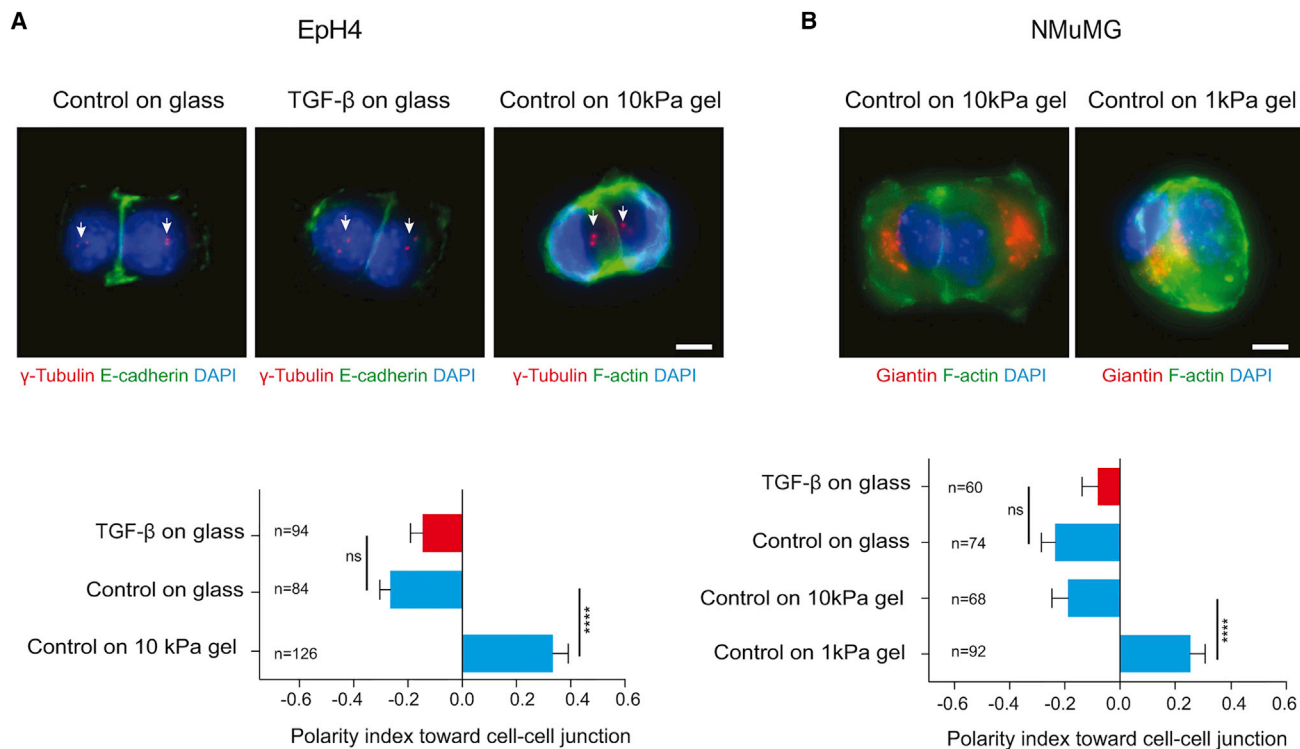 A
EpH4
Control on glass
TGF-β on glass
Control on 10kPa gel
γ-Tubulin E-cadherin DAPI
γ-Tubulin E-cadherin DAPI
γ-Tubulin F-actin DAPI
TGF-β on glass
n=94
ns
Control on glass
n=84
****
Control on 10 kPa gel
n=126
-0.6 -0.4 -0.2 0.0 0.2 0.4 0.6
Polarity index toward cell-cell junction
B
NMuMG
Control on 10kPa gel
Control on 1kPa gel
Giantin F-actin DAPI
Giantin F-actin DAPI
TGF-β on glass
n=60
ns
Control on glass
n=74
Control on 10kPa gel
n=68
****
Control on 1kPa gel
n=92
-0.6 -0.4 -0.2 0.0 0.2 0.4 0.6
Polarity index toward cell-cell junction